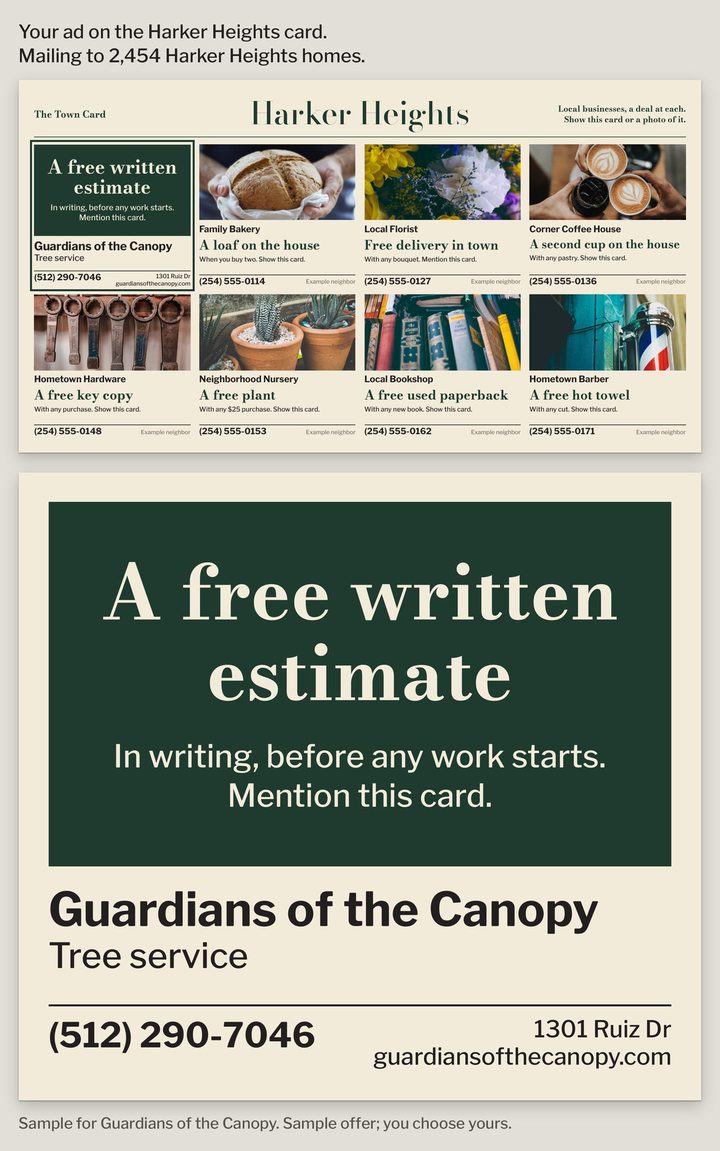 Your ad on the Harker Heights card.
Mailing to 2,454 Harker Heights homes.
The Town Card
Harker Heights
Local businesses, a deal at each.
Show this card or a photo of it.
A free written
estimate
In writing, before any work starts.
Mention this card.
Guardians of the Canopy
Tree service
(512) 290-7046
1301 Ruiz Dr
guardiansofthecanopy.com
Family Bakery
A loaf on the house
When you buy two. Show this card.
(254) 555-0114
Example neighbor
Local Florist
Free delivery in town
With any bouquet. Mention this card.
(254) 555-0127
Example neighbor
Corner Coffee House
A second cup on the house
With any pastry. Show this card.
(254) 555-0136
Example neighbor
Hometown Hardware
A free key copy
With any purchase. Show this card.
(254) 555-0148
Example neighbor
Neighborhood Nursery
A free plant
With any $25 purchase. Show this card.
(254) 555-0153
Example neighbor
Local Bookshop
A free used paperback
With any new book. Show this card.
(254) 555-0162
Example neighbor
Hometown Barber
A free hot towel
With any cut. Show this card.
(254) 555-0171
Example neighbor
A free written
estimate
In writing, before any work starts.
Mention this card.
Guardians of the Canopy
Tree service
(512) 290-7046
1301 Ruiz Dr
guardiansofthecanopy.com
Sample for Guardians of the Canopy. Sample offer; you choose yours.